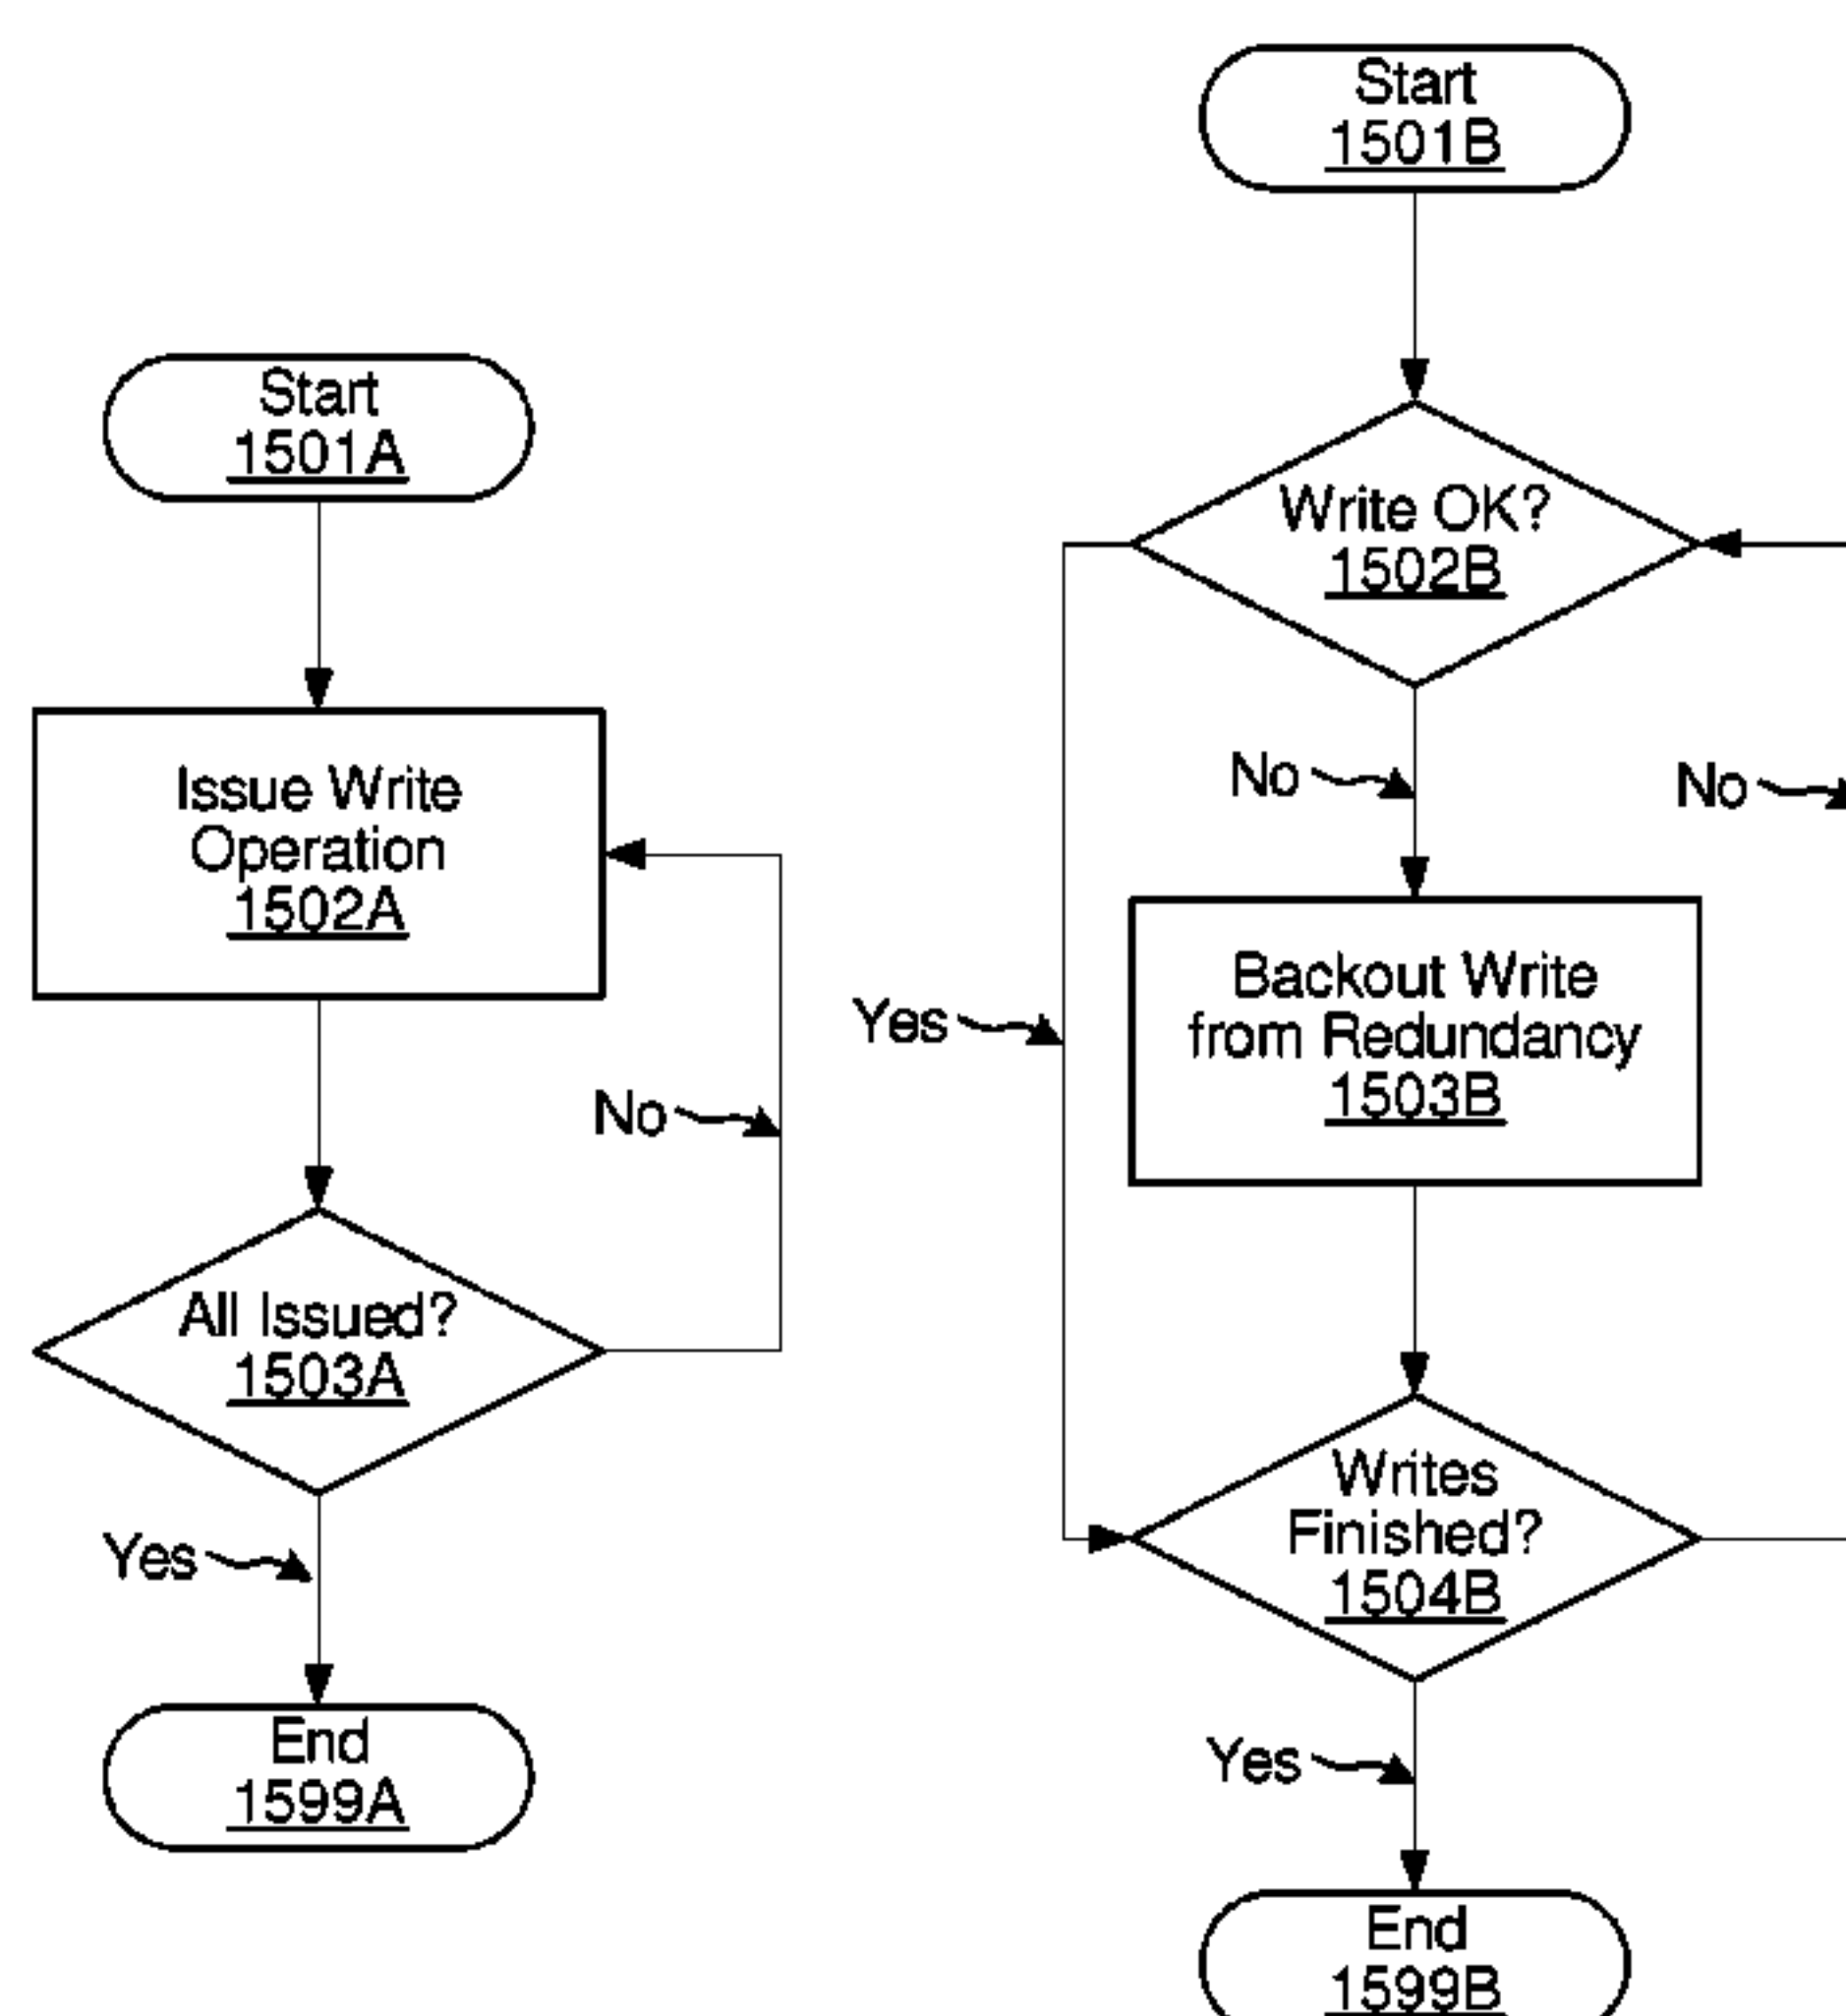 Start
1501A
Issue Write
Operation
1502A
No
All Issued?
1503A
Yes
End
1599A
Start
1501B
Write OK?
1502B
No
No
Yes
Backout Write
from Redundancy
1503B
Writes
Finished?
1504B
Yes
End
1599B